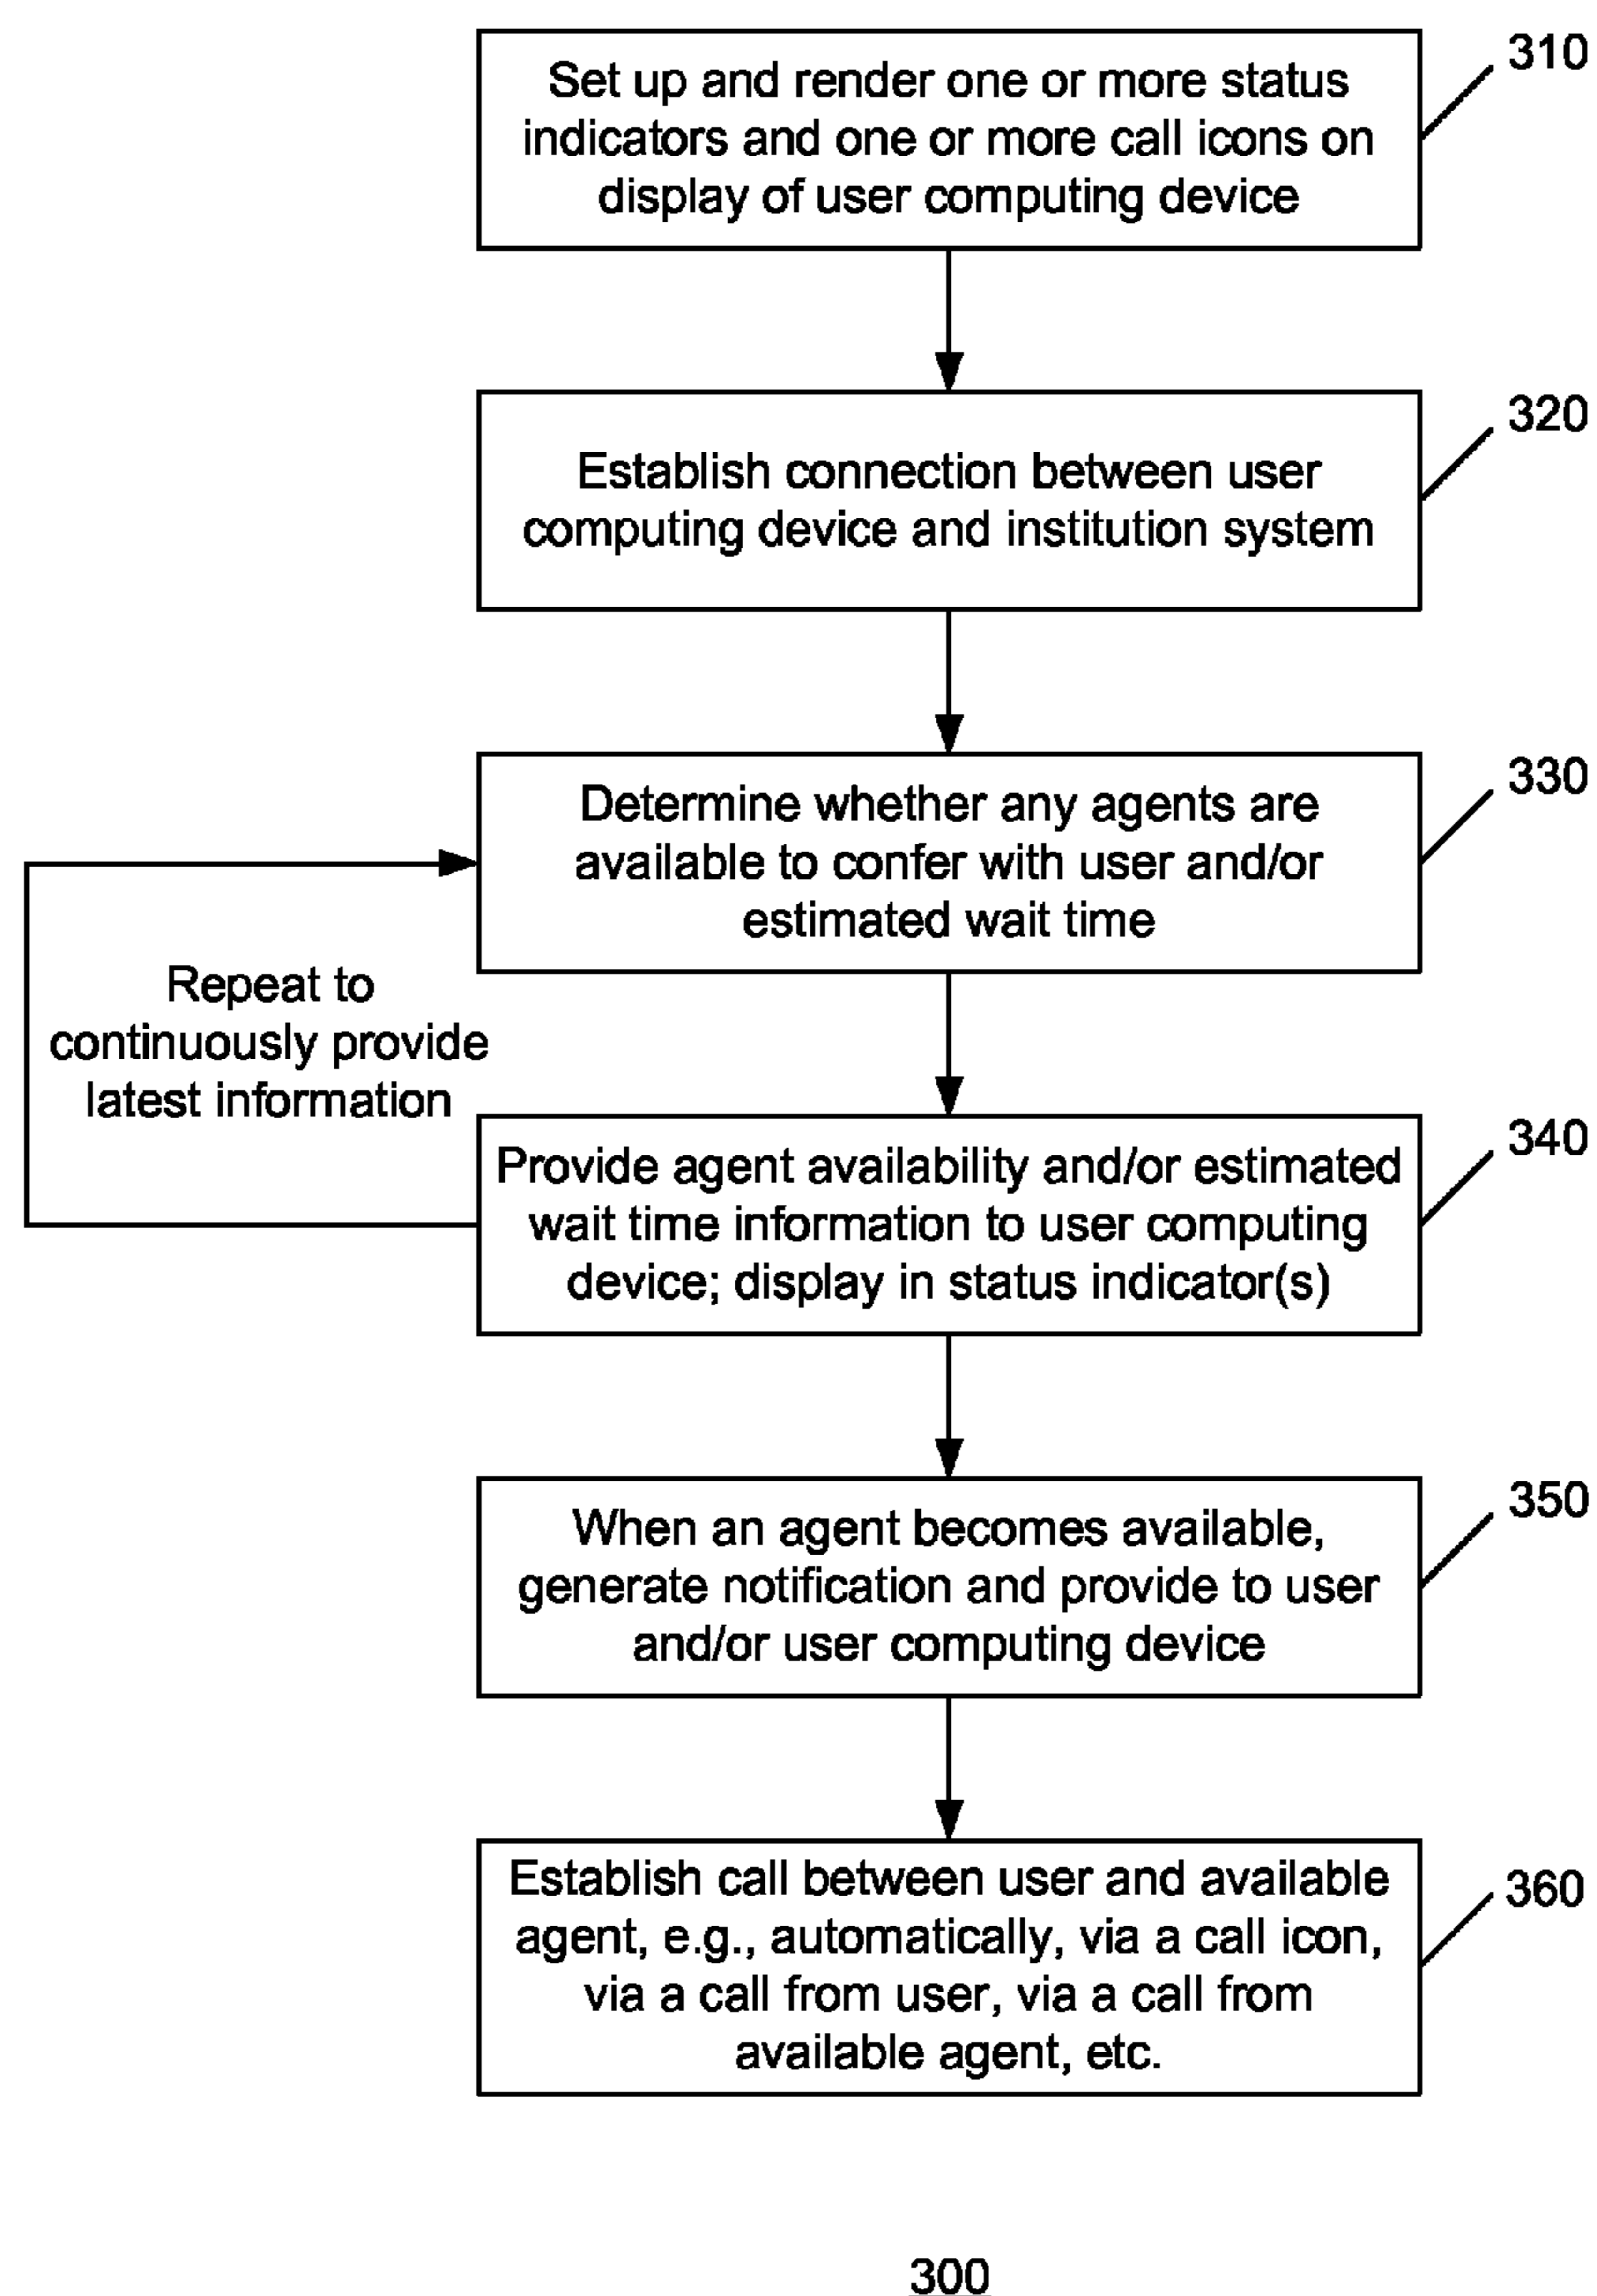 310
Set up and render one or more status
indicators and one or more call icons on
display of user computing device
320
Establish connection between user
computing device and institution system
330
Determine whether any agents are
available to confer with user and/or
estimated wait time
Repeat to
continuously provide
latest information
340
Provide agent availability and/or estimated
wait time information to user computing
device; display in status indicator(s)
350
When an agent becomes available,
generate notification and provide to user
and/or user computing device
360
Establish call between user and available
agent, e.g., automatically, via a call icon,
via a call from user, via a call from
available agent, etc.
300